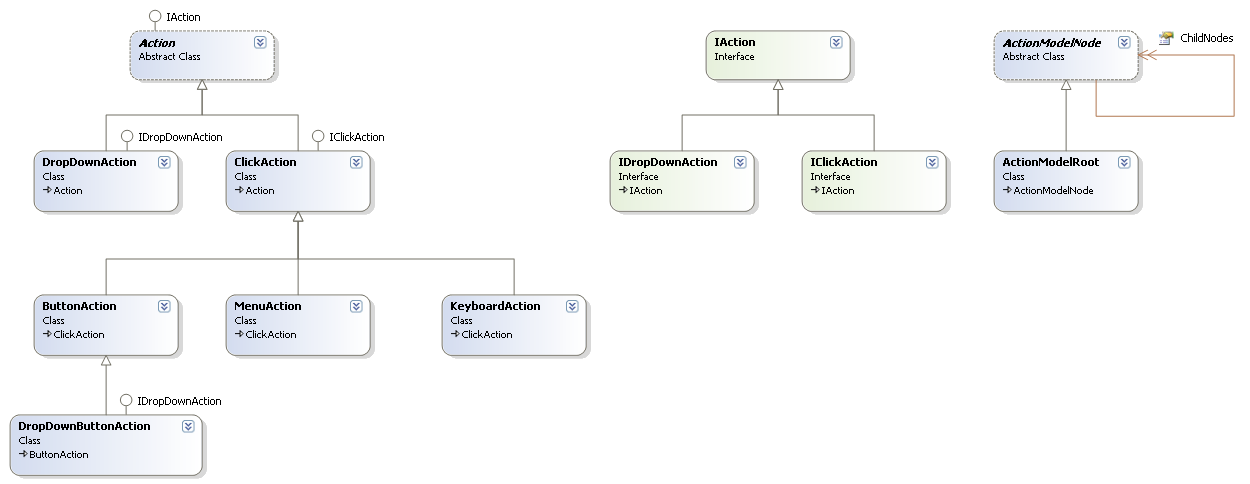 IAction
Action
Abstract Class
IDropDownAction
DropDownAction
Class
Action
IClickAction
ClickAction
Class
Action
ButtonAction
Class
ClickAction
MenuAction
Class
ClickAction
KeyboardAction
Class
ClickAction
IDropDownAction
DropDownButtonAction
Class
ButtonAction
IAction
Interface
IDropDownAction
Interface
IAction
IClickAction
Interface
IAction
ActionModelNode
Abstract Class
ChildNodes
ActionModelRoot
Class
ActionModelNode